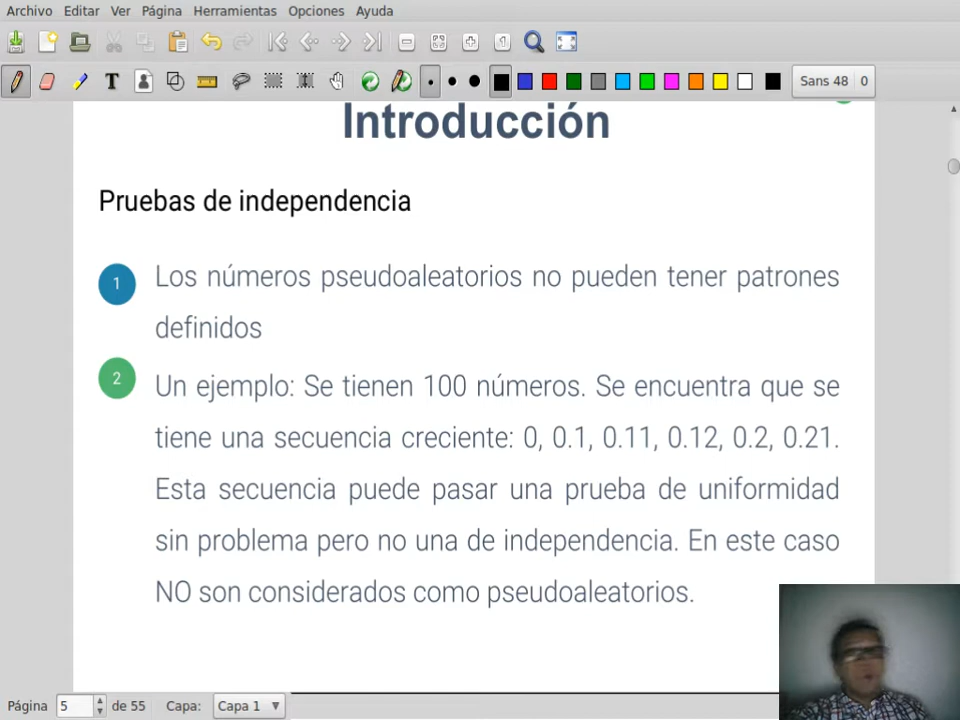 Archivo Editar Ver Página Herramientas Opciones Ayuda
T Sans 48 0
Introducción
Pruebas de independencia
1 Los números pseudoaleatorios no pueden tener patrones
definidos
2 Un ejemplo: Se tienen 100 números. Se encuentra que se
tiene una secuencia creciente: 0, 0.1, 0.11, 0.12, 0.2, 0.21.
Esta secuencia puede pasar una prueba de uniformidad
sin problema pero no una de independencia. En este caso
NO son considerados como pseudoaleatorios.
Página 5 de 55 Capa: Capa 1